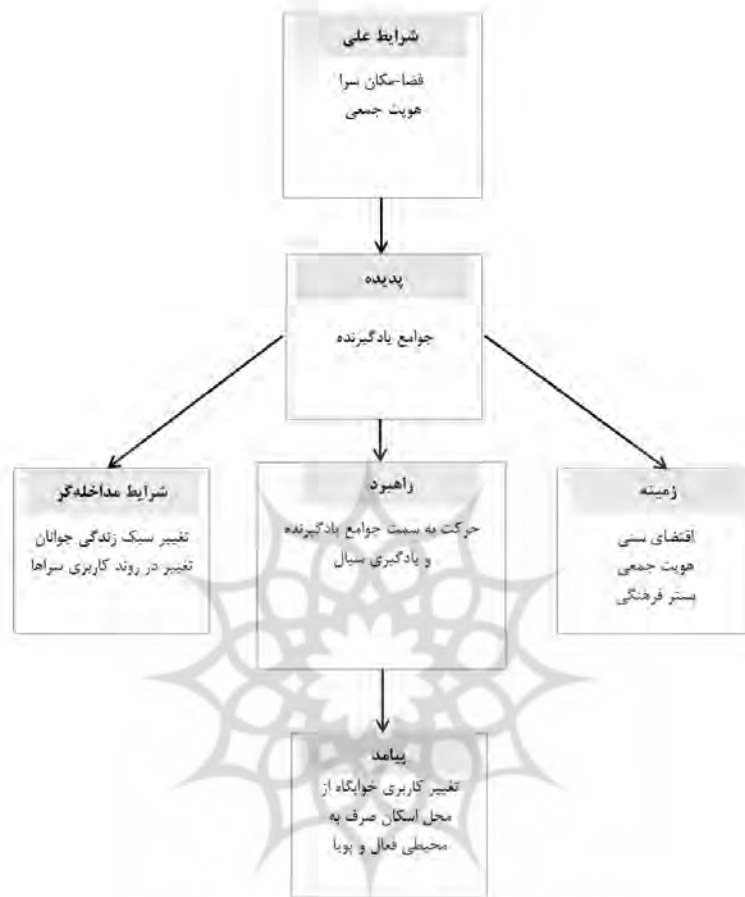 شرایط علی
فضا-مکان سرا
هویت جمعی
پدیده
جوامع یادگیرنده
زمینه
اقتضای سنی
هویت جمعی
بستر فرهنگی
راهبرد
حرکت به سمت جوامع یادگیرنده
و یادگیری سیال
شرایط مداخله‌گر
تغییر سبک زندگی جوانان
تغییر در روند کاربری سراها
پیامد
تغییر کاربری خوابگاه از
محل اسکان صرف به
محیطی فعال و پویا